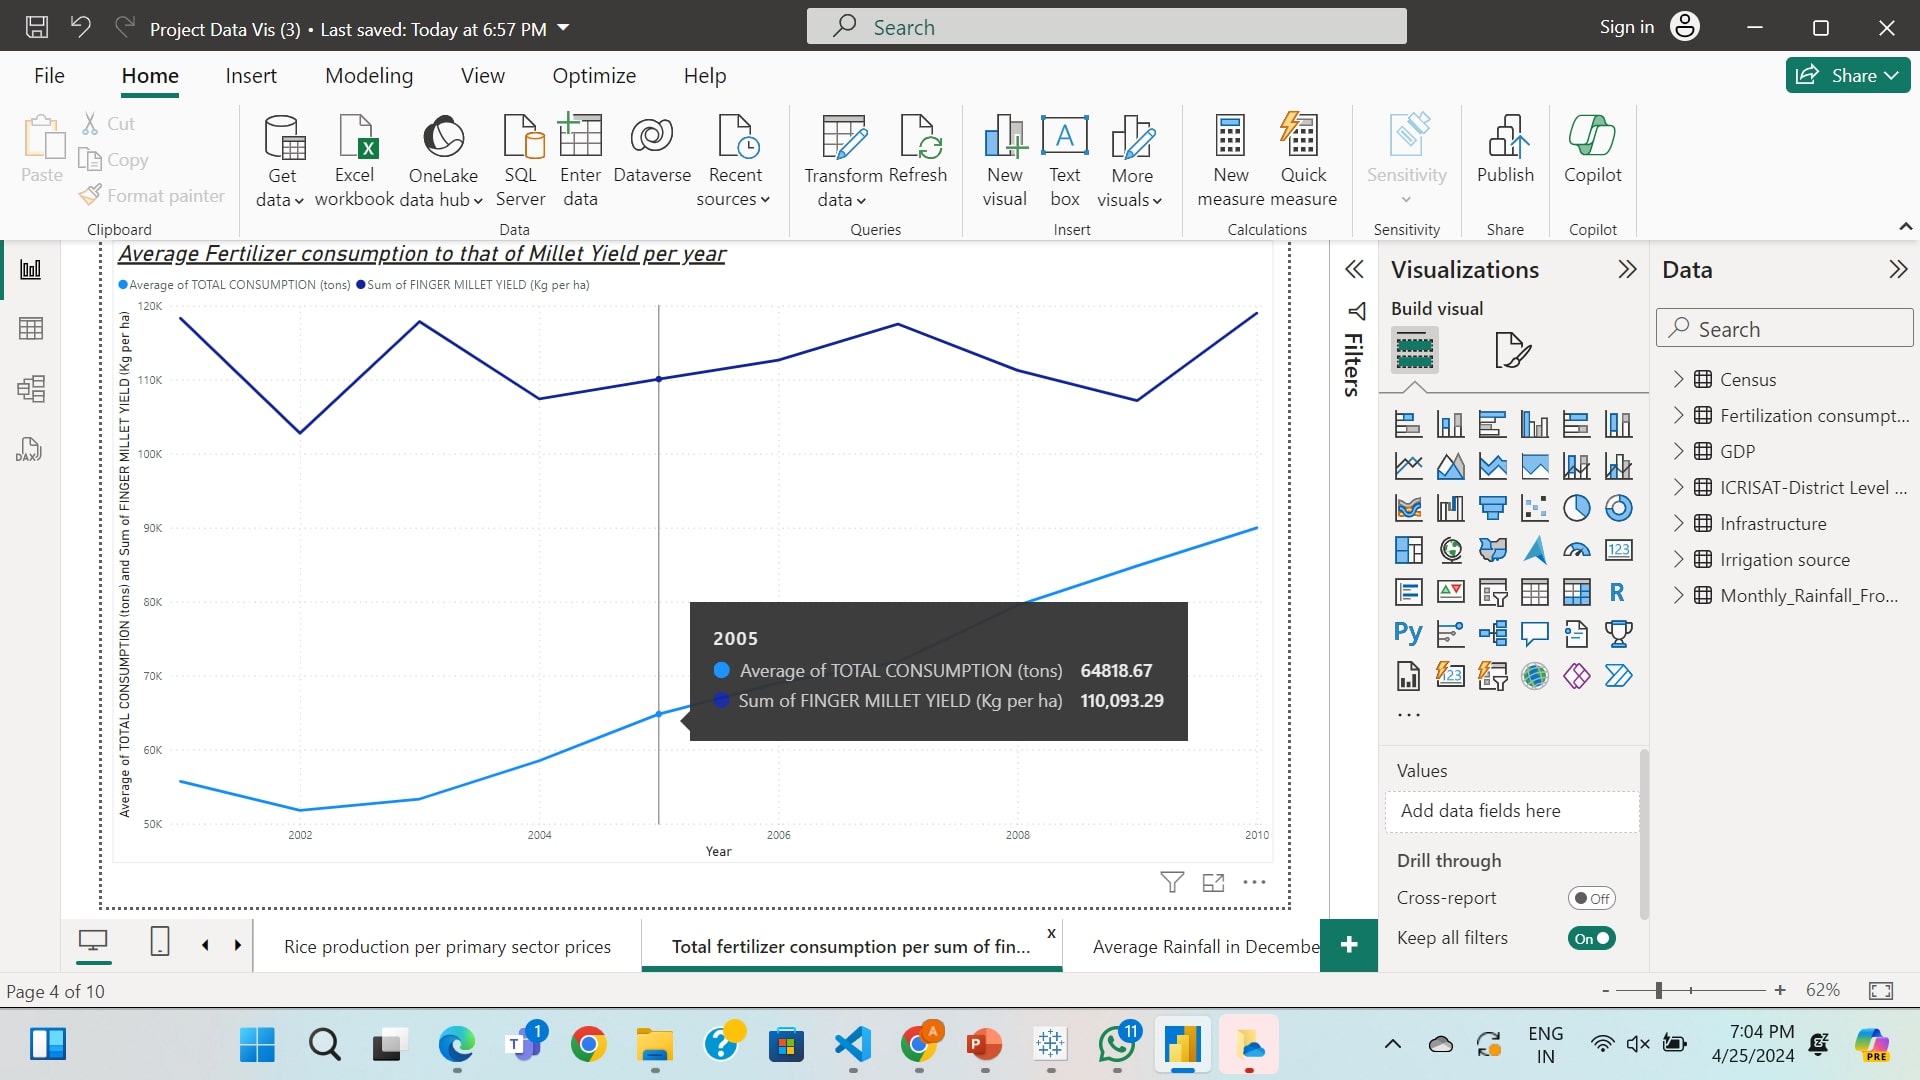 Project Data Vis (3) • Last saved: Today at 6:57 PM
Search
Sign in
File Home Insert Modeling View Optimize Help
Share
Paste
Cut
Copy
Format painter
Clipboard
Get data
Excel workbook
OneLake data hub
SQL Server
Enter data
Dataverse
Recent sources
Data
Transform data
Refresh
Queries
New visual
Text box
More visuals
Insert
New measure
Quick measure
Calculations
Sensitivity
Sensitivity
Publish
Share
Copilot
Copilot
DAX
Average Fertilizer consumption to that of Millet Yield per year
Average of TOTAL CONSUMPTION (tons) Sum of FINGER MILLET YIELD (Kg per ha)
Average of TOTAL CONSUMPTION (tons) and Sum of FINGER MILLET YIELD (Kg per ha)
120K
110K
100K
90K
80K
70K
60K
50K
2002 2004 2006 2008 2010
Year
2005
Average of TOTAL CONSUMPTION (tons) 64818.67
Sum of FINGER MILLET YIELD (Kg per ha) 110,093.29
Filters
Visualizations
Build visual
123
R
Py
123
Values
Add data fields here
Drill through
Cross-report Off
Keep all filters On
Data
Search
Census
Fertilization consumpt...
GDP
ICRISAT-District Level ...
Infrastructure
Irrigation source
Monthly_Rainfall_Fro...
Rice production per primary sector prices
Total fertilizer consumption per sum of fin...
x
Average Rainfall in Decembe
Page 4 of 10
- + 62%
1
A
11
ENG
IN
7:04 PM
4/25/2024
PRE